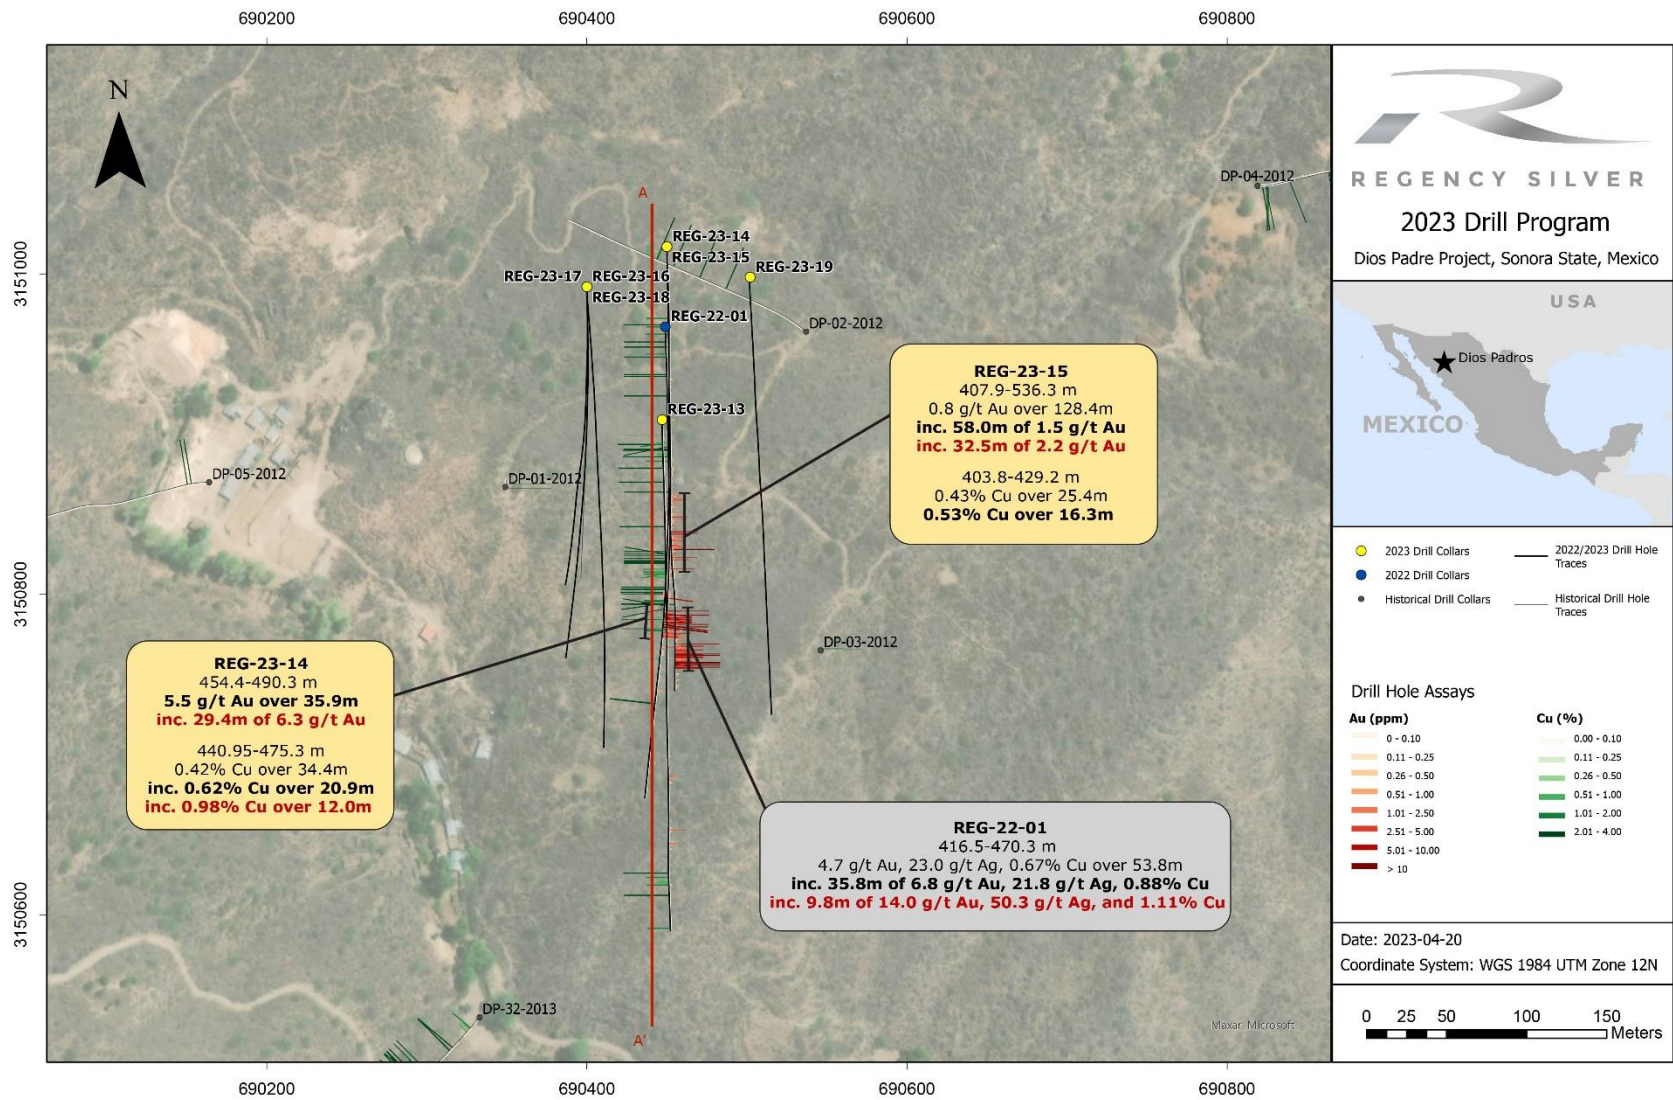 690200
690400
690600
690800
3151000
3150800
3150600
N
A
DP-04-2012
REG-23-14
REG-23-15
REG-23-19
REG-23-17
REG-23-16
REG-23-18
REG-22-01
DP-02-2012
REG-23-13
DP-05-2012
DP-01-2012
DP-03-2012
DP-32-2013
A'
REG-23-15
407.9-536.3 m
0.8 g/t Au over 128.4m
inc. 58.0m of 1.5 g/t Au
inc. 32.5m of 2.2 g/t Au
403.8-429.2 m
0.43% Cu over 25.4m
0.53% Cu over 16.3m
REG-23-14
454.4-490.3 m
5.5 g/t Au over 35.9m
inc. 29.4m of 6.3 g/t Au
440.95-475.3 m
0.42% Cu over 34.4m
inc. 0.62% Cu over 20.9m
inc. 0.98% Cu over 12.0m
REG-22-01
416.5-470.3 m
4.7 g/t Au, 23.0 g/t Ag, 0.67% Cu over 53.8m
inc. 35.8m of 6.8 g/t Au, 21.8 g/t Ag, 0.88% Cu
inc. 9.8m of 14.0 g/t Au, 50.3 g/t Ag, and 1.11% Cu
Maxar, Microsoft
690200
690400
690600
690800
REGENCY SILVER
2023 Drill Program
Dios Padre Project, Sonora State, Mexico
USA
Dios Padros
MEXICO
2023 Drill Collars
2022 Drill Collars
Historical Drill Collars
2022/2023 Drill Hole
Traces
Historical Drill Hole
Traces
Drill Hole Assays
Au (ppm)
0 - 0.10
0.11 - 0.25
0.26 - 0.50
0.51 - 1.00
1.01 - 2.50
2.51 - 5.00
5.01 - 10.00
> 10
Cu (%)
0.00 - 0.10
0.11 - 0.25
0.26 - 0.50
0.51 - 1.00
1.01 - 2.00
2.01 - 4.00
Date: 2023-04-20
Coordinate System: WGS 1984 UTM Zone 12N
0 25 50 100 150
Meters